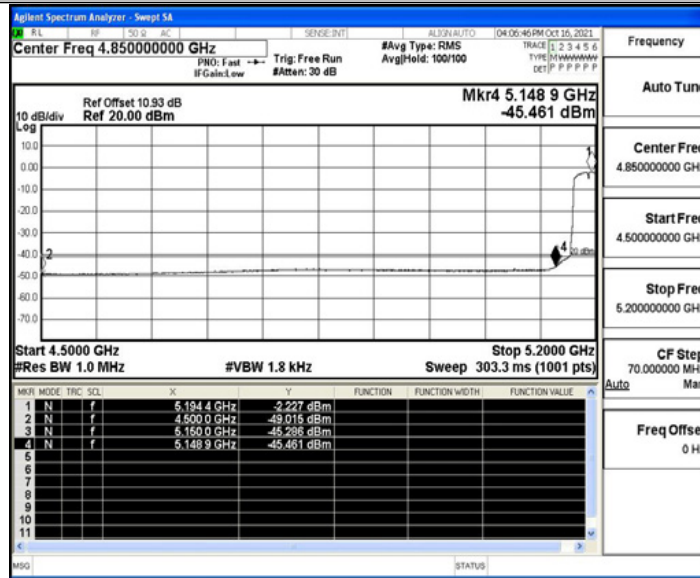 Agilent Spectrum Analyzer - Swept SA
RL RF 50 Ω AC SENSE:INT ALIGN AUTO 04:06:46 PM Oct 16, 2021
Center Freq 4.850000000 GHz
PNO: Fast
IFGain:Low
Trig: Free Run
#Atten: 30 dB
#Avg Type: RMS
Avg|Hold: 100/100
TRACE 1 2 3 4 5 6
TYPE M W W W W W
DET P P P P P P
Frequency
Auto Tune
Mkr4 5.148 9 GHz
-45.461 dBm
Ref Offset 10.93 dB
10 dB/div Ref 20.00 dBm
Log
10.0
0.00
-10.0
-20.0
-30.0
-40.0
-50.0
-60.0
-70.0
1
2
4
Center Freq
4.850000000 GHz
Start Freq
4.500000000 GHz
Stop Freq
5.200000000 GHz
CF Step
70.000000 MHz
Auto Man
Freq Offset
0 Hz
Start 4.5000 GHz Stop 5.2000 GHz
#Res BW 1.0 MHz #VBW 1.8 kHz Sweep 303.3 ms (1001 pts)
MKR MODE TRC SCL X Y FUNCTION FUNCTION WIDTH FUNCTION VALUE
1 N f 5.194 4 GHz -2.227 dBm
2 N f 4.500 0 GHz -49.015 dBm
3 N f 5.150 0 GHz -45.286 dBm
4 N f 5.148 9 GHz -45.461 dBm
5
6
7
8
9
10
11
MSG STATUS